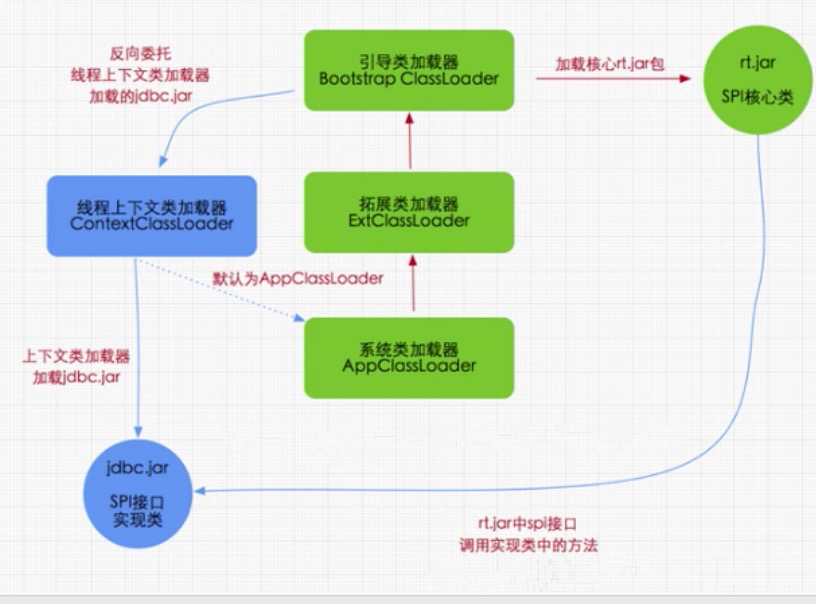 反向委托
线程上下文类加载器
加载的jdbc.jar
引导类加载器
Bootstrap ClassLoader
加载核心rt.jar包
rt.jar
SPI核心类
线程上下文类加载器
ContextClassLoader
拓展类加载器
ExtClassLoader
默认为AppClassLoader
系统类加载器
AppClassLoader
上下文类加载器
加载jdbc.jar
jdbc.jar
SPI接口
实现类
rt.jar中spi接口
调用实现类中的方法